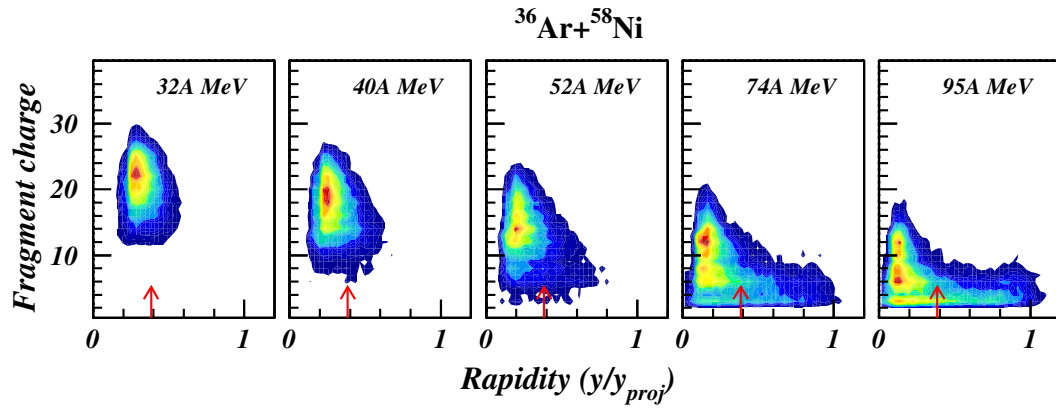 ³⁶Ar+⁵⁸Ni
32A MeV
40A MeV
52A MeV
74A MeV
95A MeV
Fragment charge
30
20
10
0 1 0 1 0 1 0 1 0 1
Rapidity (y/y_proj)